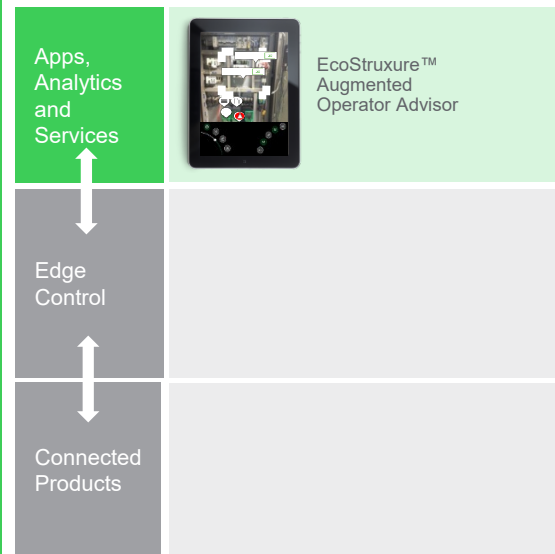 Apps,
Analytics
and
Services
EcoStruxure™
Augmented
Operator Advisor
Edge
Control
Connected
Products